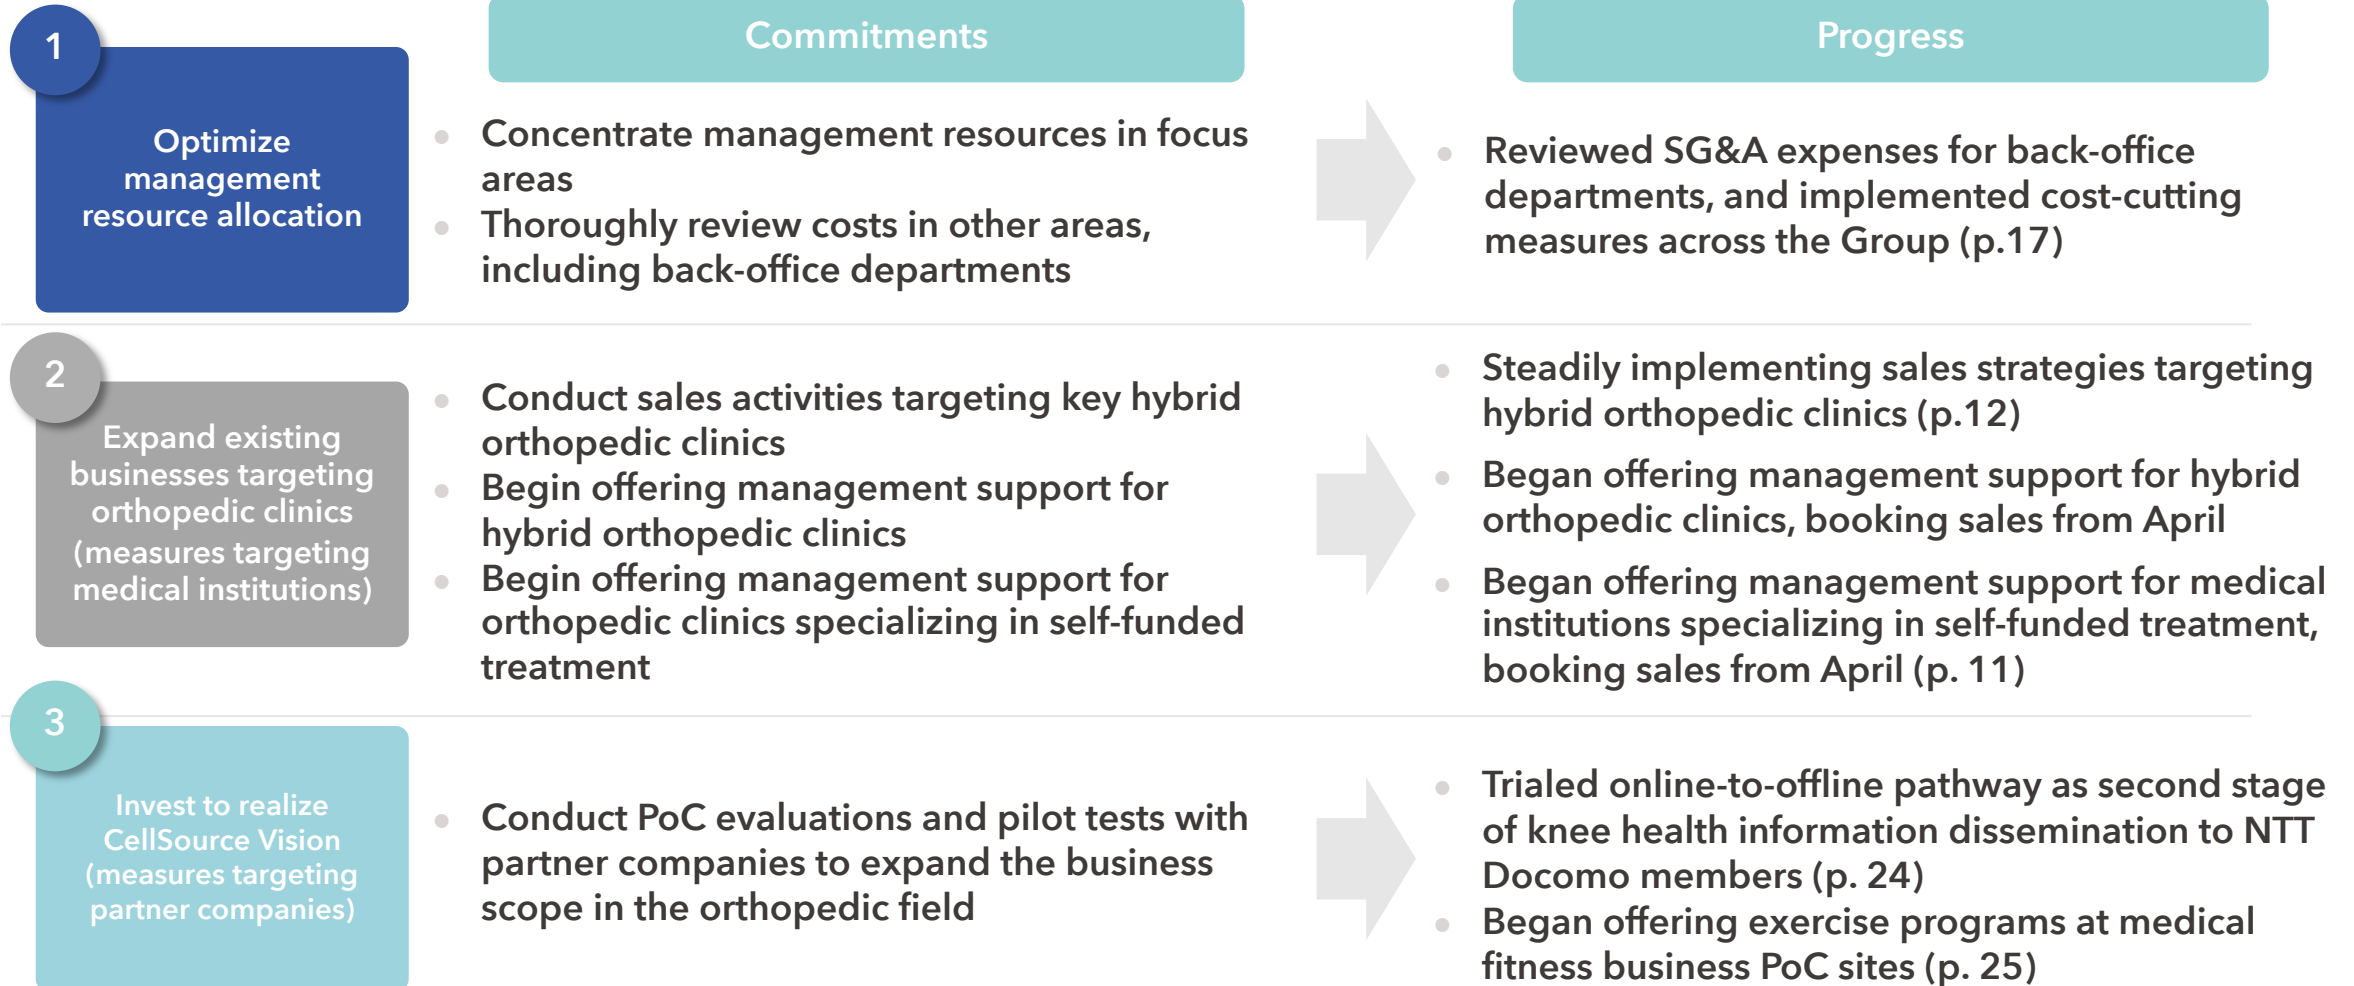 Commitments
Progress
1
Optimize
management
resource allocation
Concentrate management resources in focus
areas
Thoroughly review costs in other areas,
including back-office departments
Reviewed SG&A expenses for back-office
departments, and implemented cost-cutting
measures across the Group (p.17)
2
Expand existing
businesses targeting
orthopedic clinics
(measures targeting
medical institutions)
Conduct sales activities targeting key hybrid
orthopedic clinics
Begin offering management support for
hybrid orthopedic clinics
Begin offering management support for
orthopedic clinics specializing in self-funded
treatment
Steadily implementing sales strategies targeting
hybrid orthopedic clinics (p.12)
Began offering management support for hybrid
orthopedic clinics, booking sales from April
Began offering management support for medical
institutions specializing in self-funded treatment,
booking sales from April (p. 11)
3
Invest to realize
CellSource Vision
(measures targeting
partner companies)
Conduct PoC evaluations and pilot tests with
partner companies to expand the business
scope in the orthopedic field
Trialed online-to-offline pathway as second stage
of knee health information dissemination to NTT
Docomo members (p. 24)
Began offering exercise programs at medical
fitness business PoC sites (p. 25)